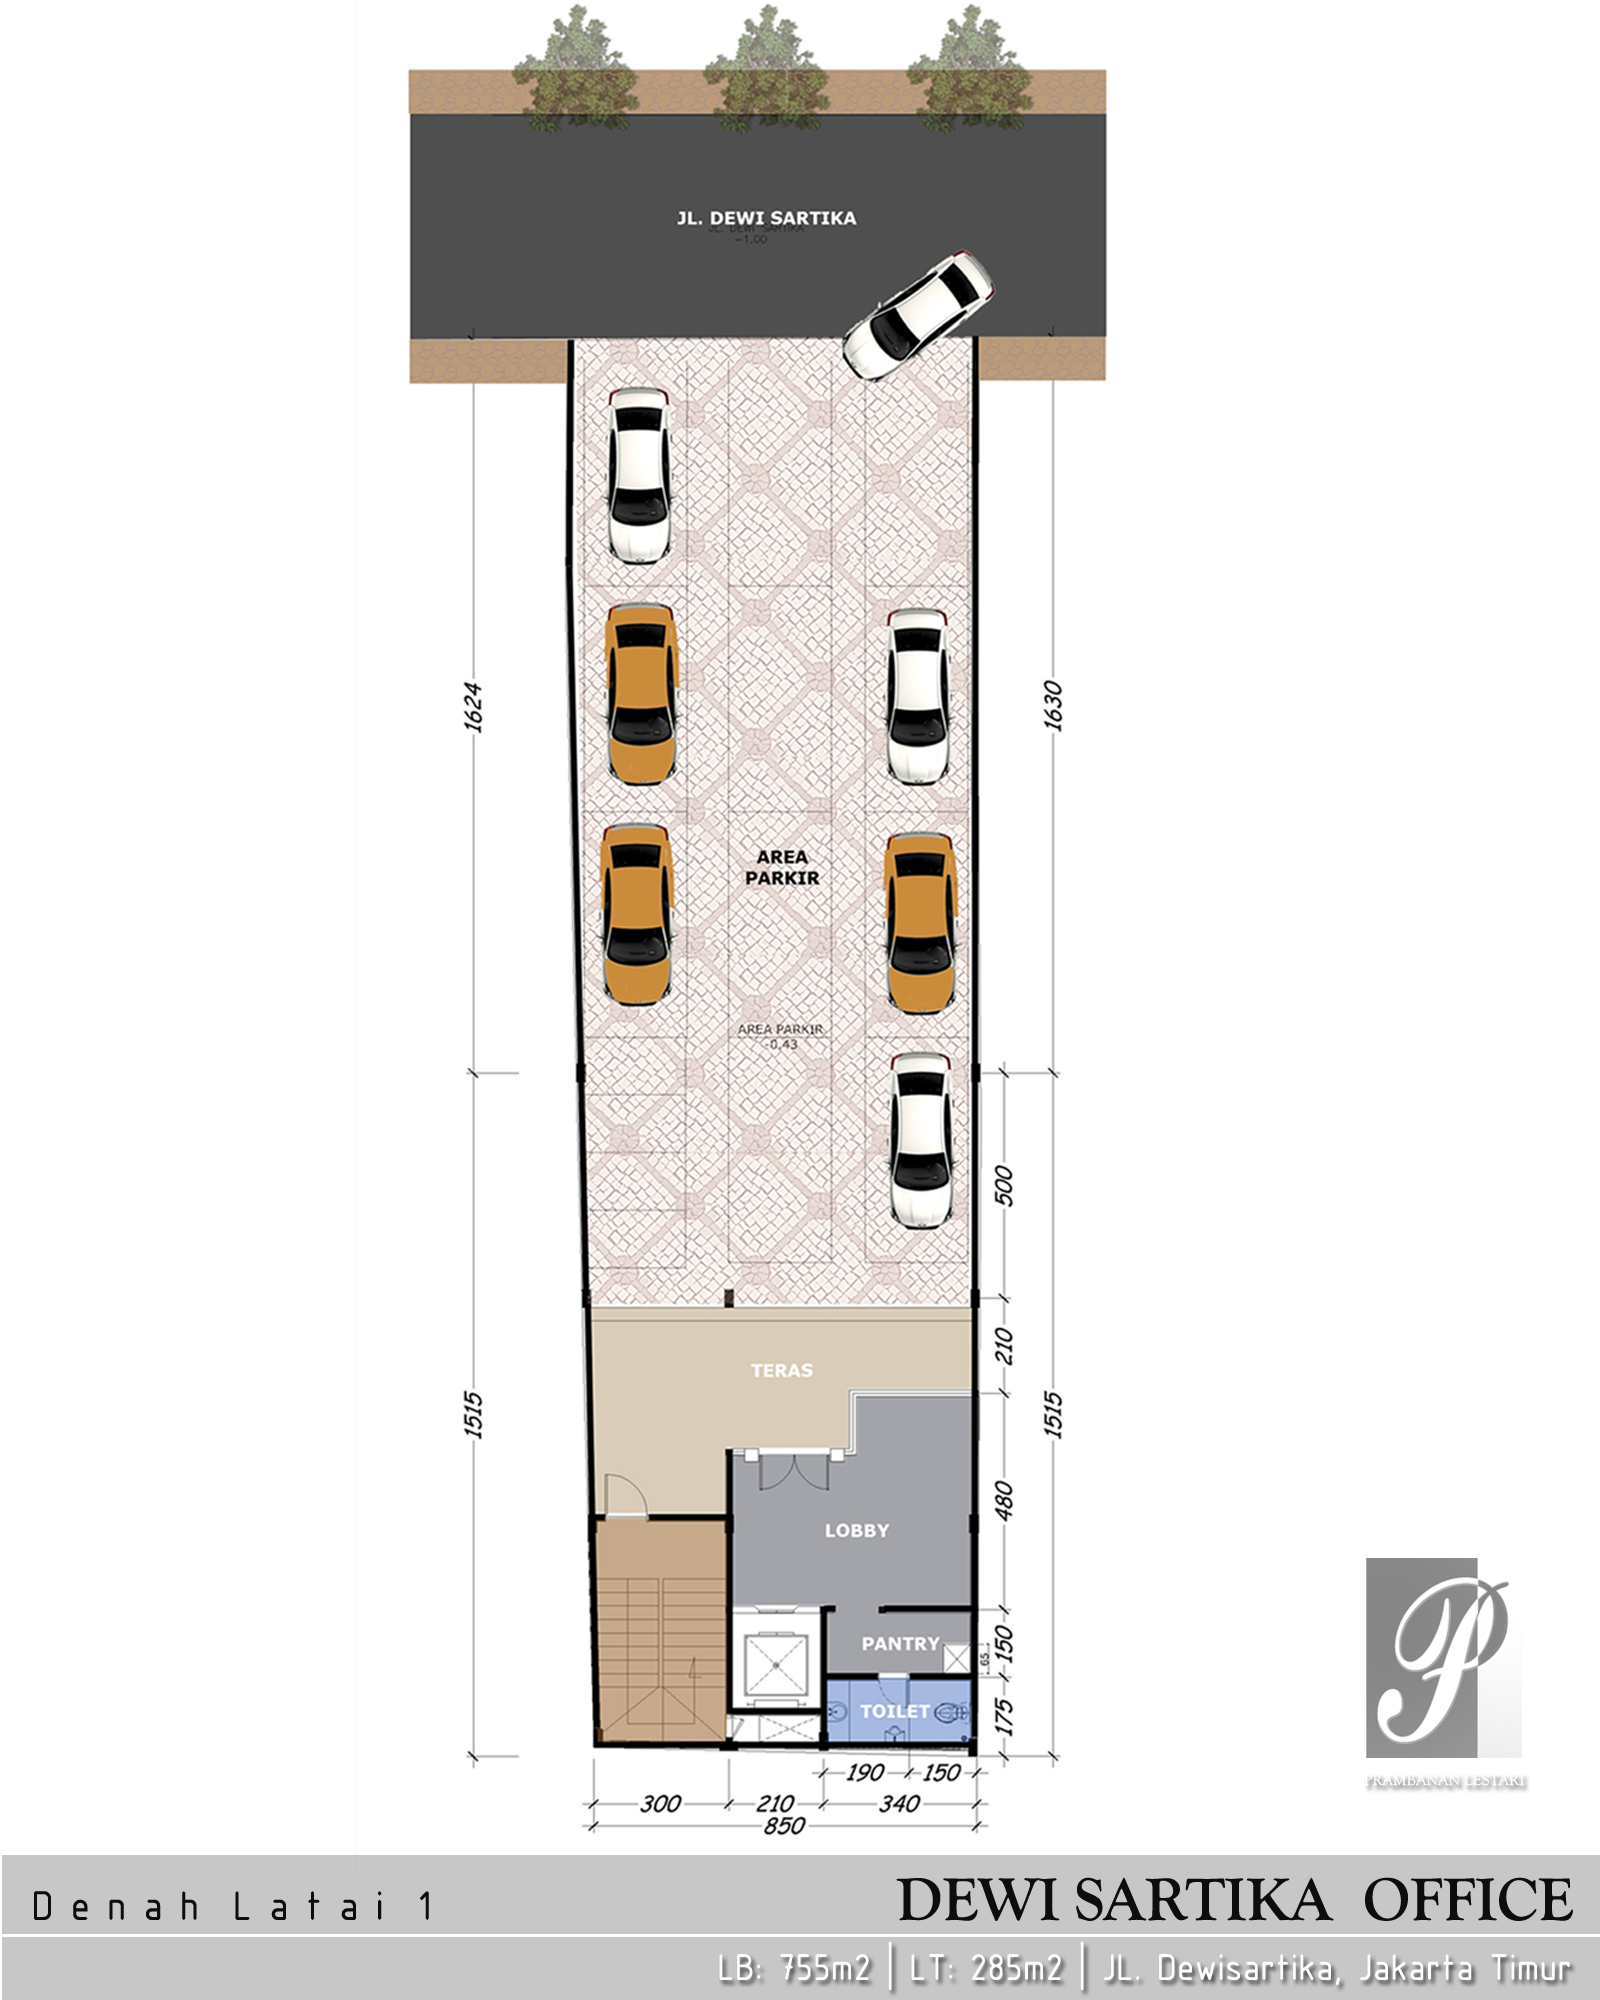 JL. DEWI SARTIKA
JL. DEWI SARTIKA
-1.00
1624
1630
AREA
PARKIR
AREA PARKIR
-0.43
500
210
TERAS
1515
1515
480
LOBBY
PANTRY
65
150
TOILET
175
190
150
300
210
340
850
PRAMBANAN LESTARI
Denah Latai 1
DEWI SARTIKA OFFICE
LB: 755m2 | LT: 285m2 | JL. Dewisartika, Jakarta Timur